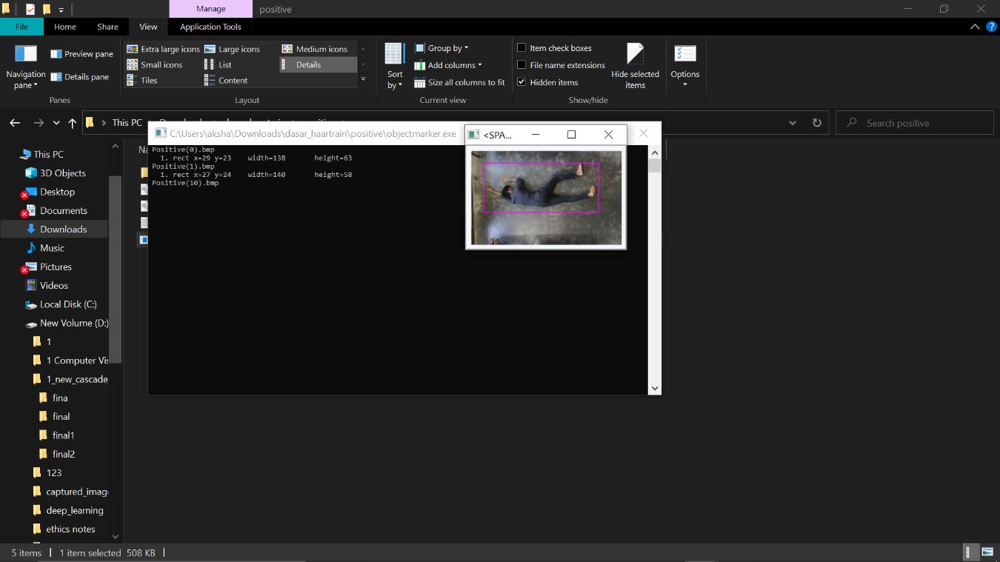 Manage
positive
File
Home
Share
View
Application Tools
Navigation pane
Preview pane
Details pane
Panes
Extra large icons
Large icons
Medium icons
Small icons
List
Details
Tiles
Content
Layout
Sort by
Group by
Add columns
Size all columns to fit
Current view
Item check boxes
File name extensions
Hidden items
Hide selected items
Show/hide
Options
This PC
Search positive
C:\Users\aksha\Downloads\dasar_haartrain\positive\objectmarker.exe
<SPA...
Positive(0).bmp
1. rect x=29 y=23 width=138 height=63
Positive(1).bmp
1. rect x=27 y=24 width=140 height=58
Positive(10).bmp
Na
This PC
3D Objects
Desktop
Documents
Downloads
Music
Pictures
Videos
Local Disk (C:)
New Volume (D:)
1
1 Computer Vis
1_new_cascade
fina
final
final1
final2
123
captured_imag
deep_learning
ethics notes
5 items
1 item selected 508 KB